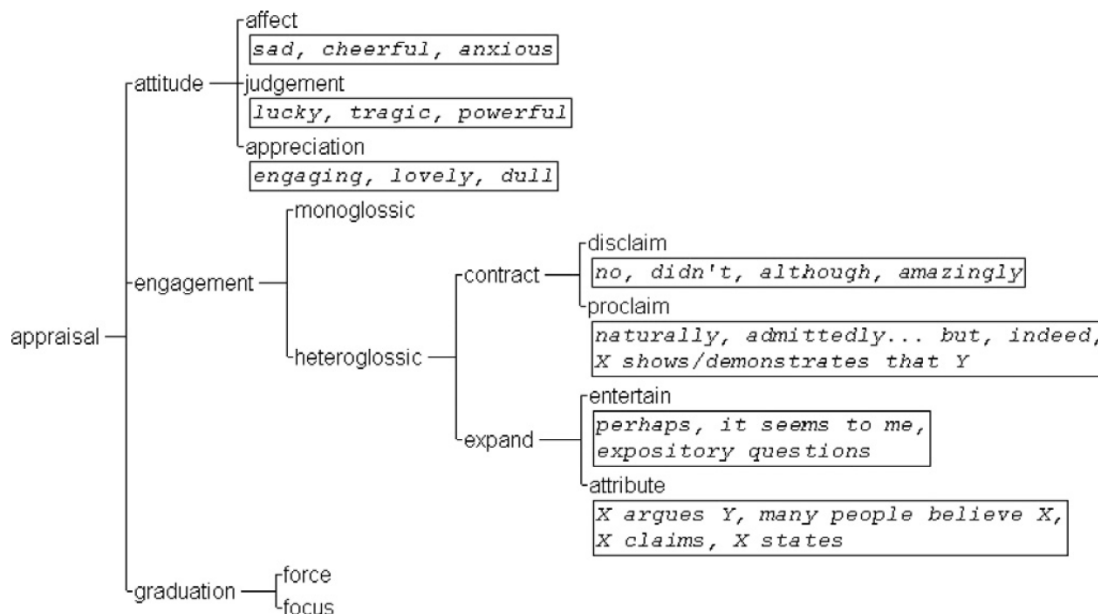 affect
sad, cheerful, anxious
attitude
judgement
lucky, tragic, powerful
appreciation
engaging, lovely, dull
monoglossic
disclaim
contract
no, didn't, although, amazingly
engagement
proclaim
appraisal
naturally, admittedly... but, indeed,
heteroglossic
X shows/demonstrates that Y
entertain
perhaps, it seems to me,
expand
expository questions
attribute
X argues Y, many people believe X,
X claims, X states
force
graduation
focus